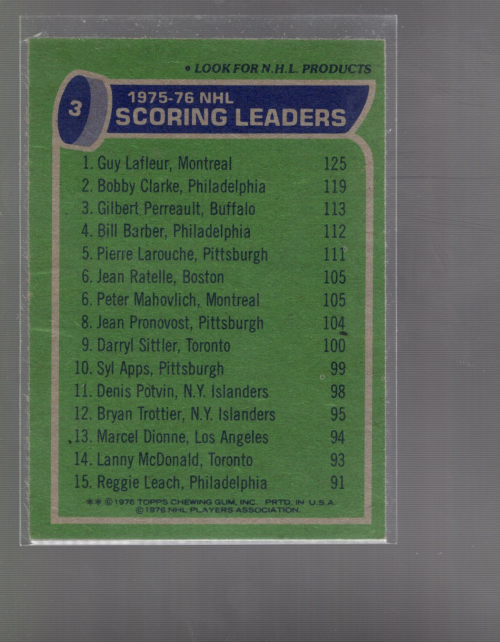 • LOOK FOR N.H.L. PRODUCTS
3
1975-76 NHL
SCORING LEADERS
1. Guy Lafleur, Montreal 125
2. Bobby Clarke, Philadelphia 119
3. Gilbert Perreault, Buffalo 113
4. Bill Barber, Philadelphia 112
5. Pierre Larouche, Pittsburgh 111
6. Jean Ratelle, Boston 105
6. Peter Mahovlich, Montreal 105
8. Jean Pronovost, Pittsburgh 104
9. Darryl Sittler, Toronto 100
10. Syl Apps, Pittsburgh 99
11. Denis Potvin, N.Y. Islanders 98
12. Bryan Trottier, N.Y. Islanders 95
13. Marcel Dionne, Los Angeles 94
14. Lanny McDonald, Toronto 93
15. Reggie Leach, Philadelphia 91
** © 1976 TOPPS CHEWING GUM, INC. PRTD. IN U.S.A.
© 1976 NHL PLAYERS ASSOCIATION.